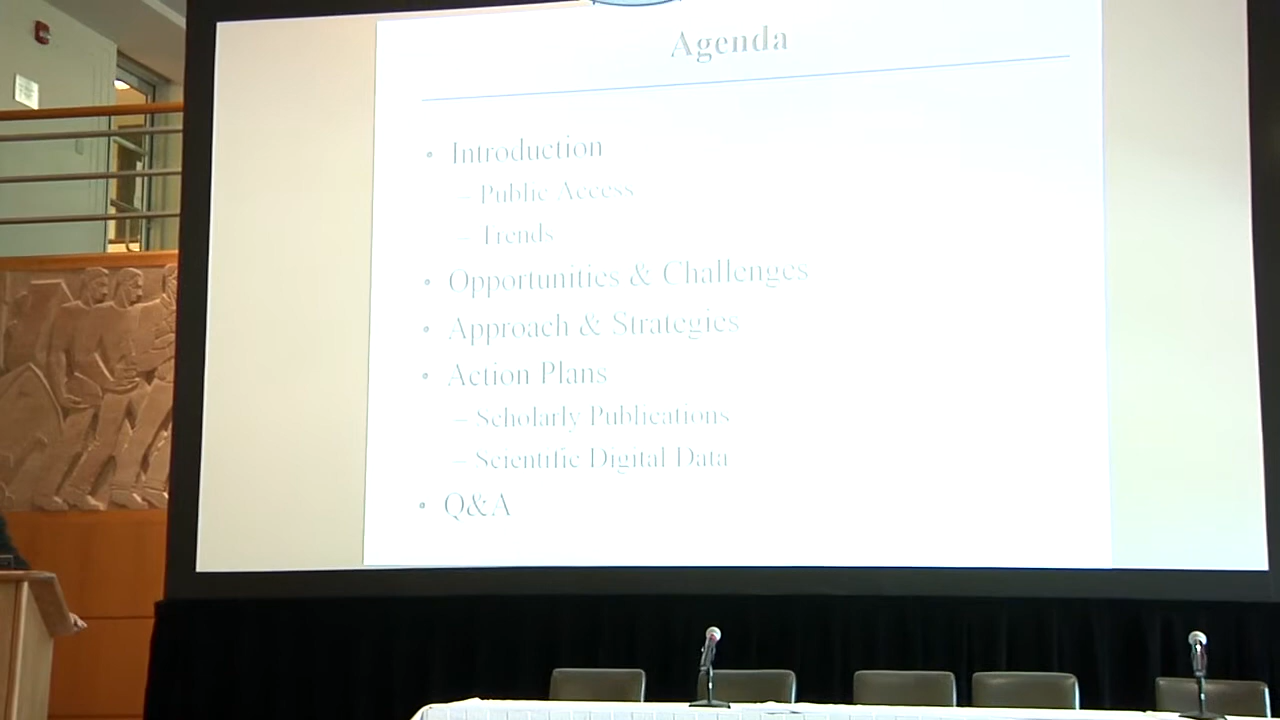 Agenda
• Introduction
– Public Access
– Trends
• Opportunities & Challenges
• Approach & Strategies
• Action Plans
– Scholarly Publications
– Scientific Digital Data
• Q&A